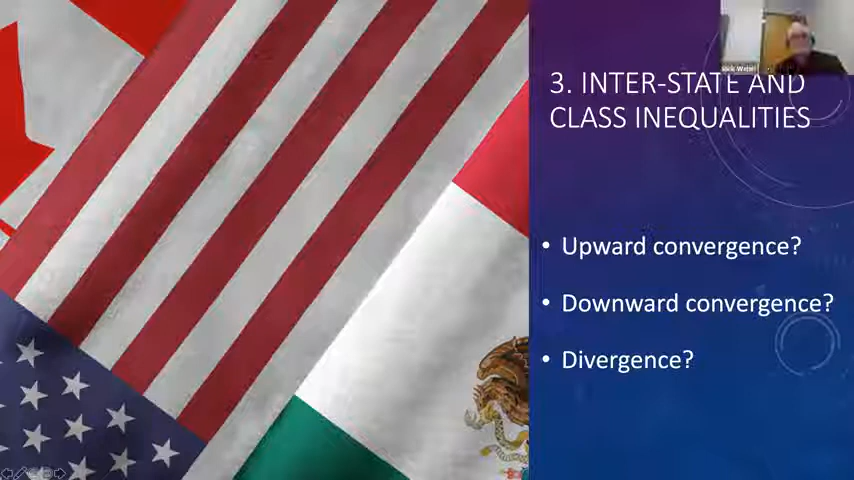 3. INTER-STATE AND
CLASS INEQUALITIES
• Upward convergence?
• Downward convergence?
• Divergence?